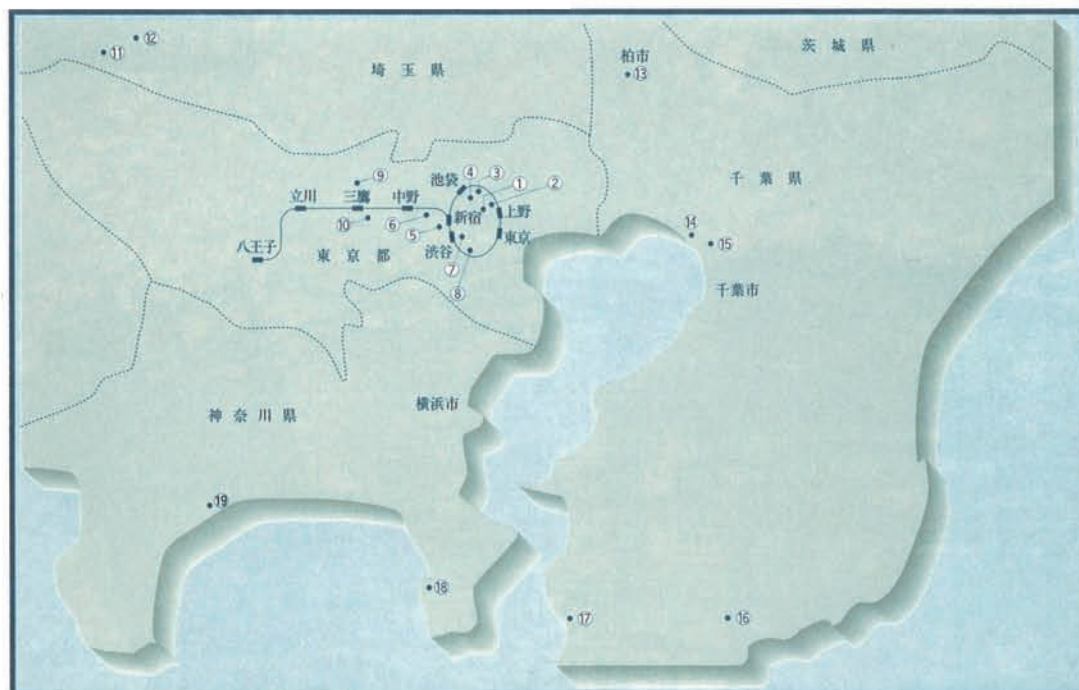 ⑪
⑫
埼玉県
柏市
⑬
茨城県
千葉県
⑨
④
③
①
②
立川
三鷹
中野
池袋
新宿
上野
⑩
⑥
⑤
八王子
東京都
渋谷
東京
⑦
⑧
⑭
⑮
千葉市
神奈川県
横浜市
⑲
⑱
⑰
⑯